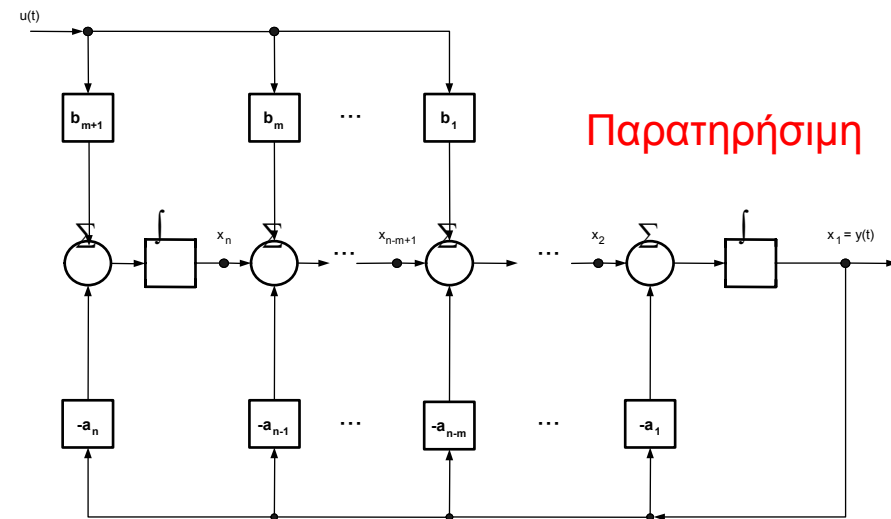 u(t)
b_{m+1} b_m ... b_1
Παρατηρήσιμη
Σ ∫ x_n Σ ... x_{n-m+1} Σ ... x_2 Σ ∫ x_1 = y(t)
-a_n -a_{n-1} ... -a_{n-m} ... -a_1